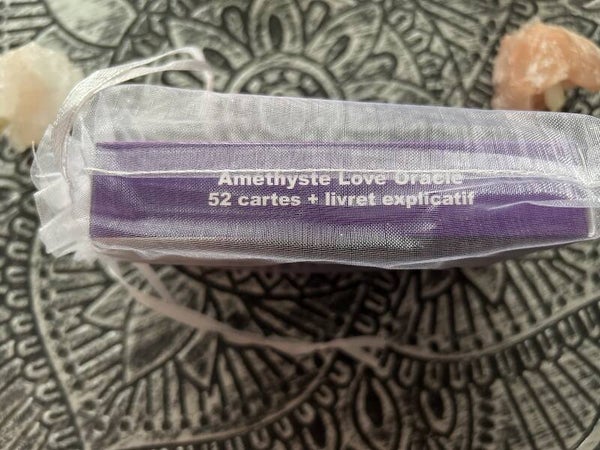 Amethyste Love Oracle
52 cartes + livret explicatif